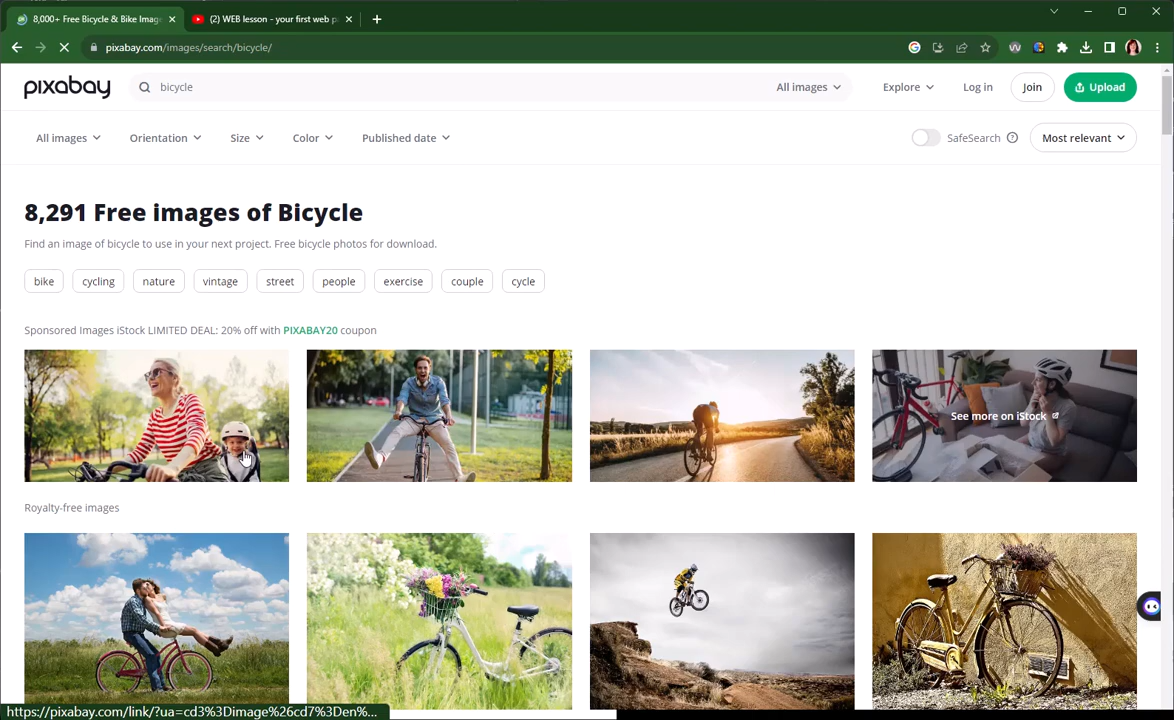 8,000+ Free Bicycle & Bike Imag
(2) WEB lesson - your first web p
pixabay.com/images/search/bicycle/
pixabay
bicycle
All images
Explore
Log in
Join
Upload
All images
Orientation
Size
Color
Published date
SafeSearch
Most relevant
8,291 Free images of Bicycle
Find an image of bicycle to use in your next project. Free bicycle photos for download.
bike
cycling
nature
vintage
street
people
exercise
couple
cycle
Sponsored Images iStock LIMITED DEAL: 20% off with PIXABAY20 coupon
See more on iStock
Royalty-free images
https://pixabay.com/link/?ua=cd3%3Dimage%26cd7%3Den%...